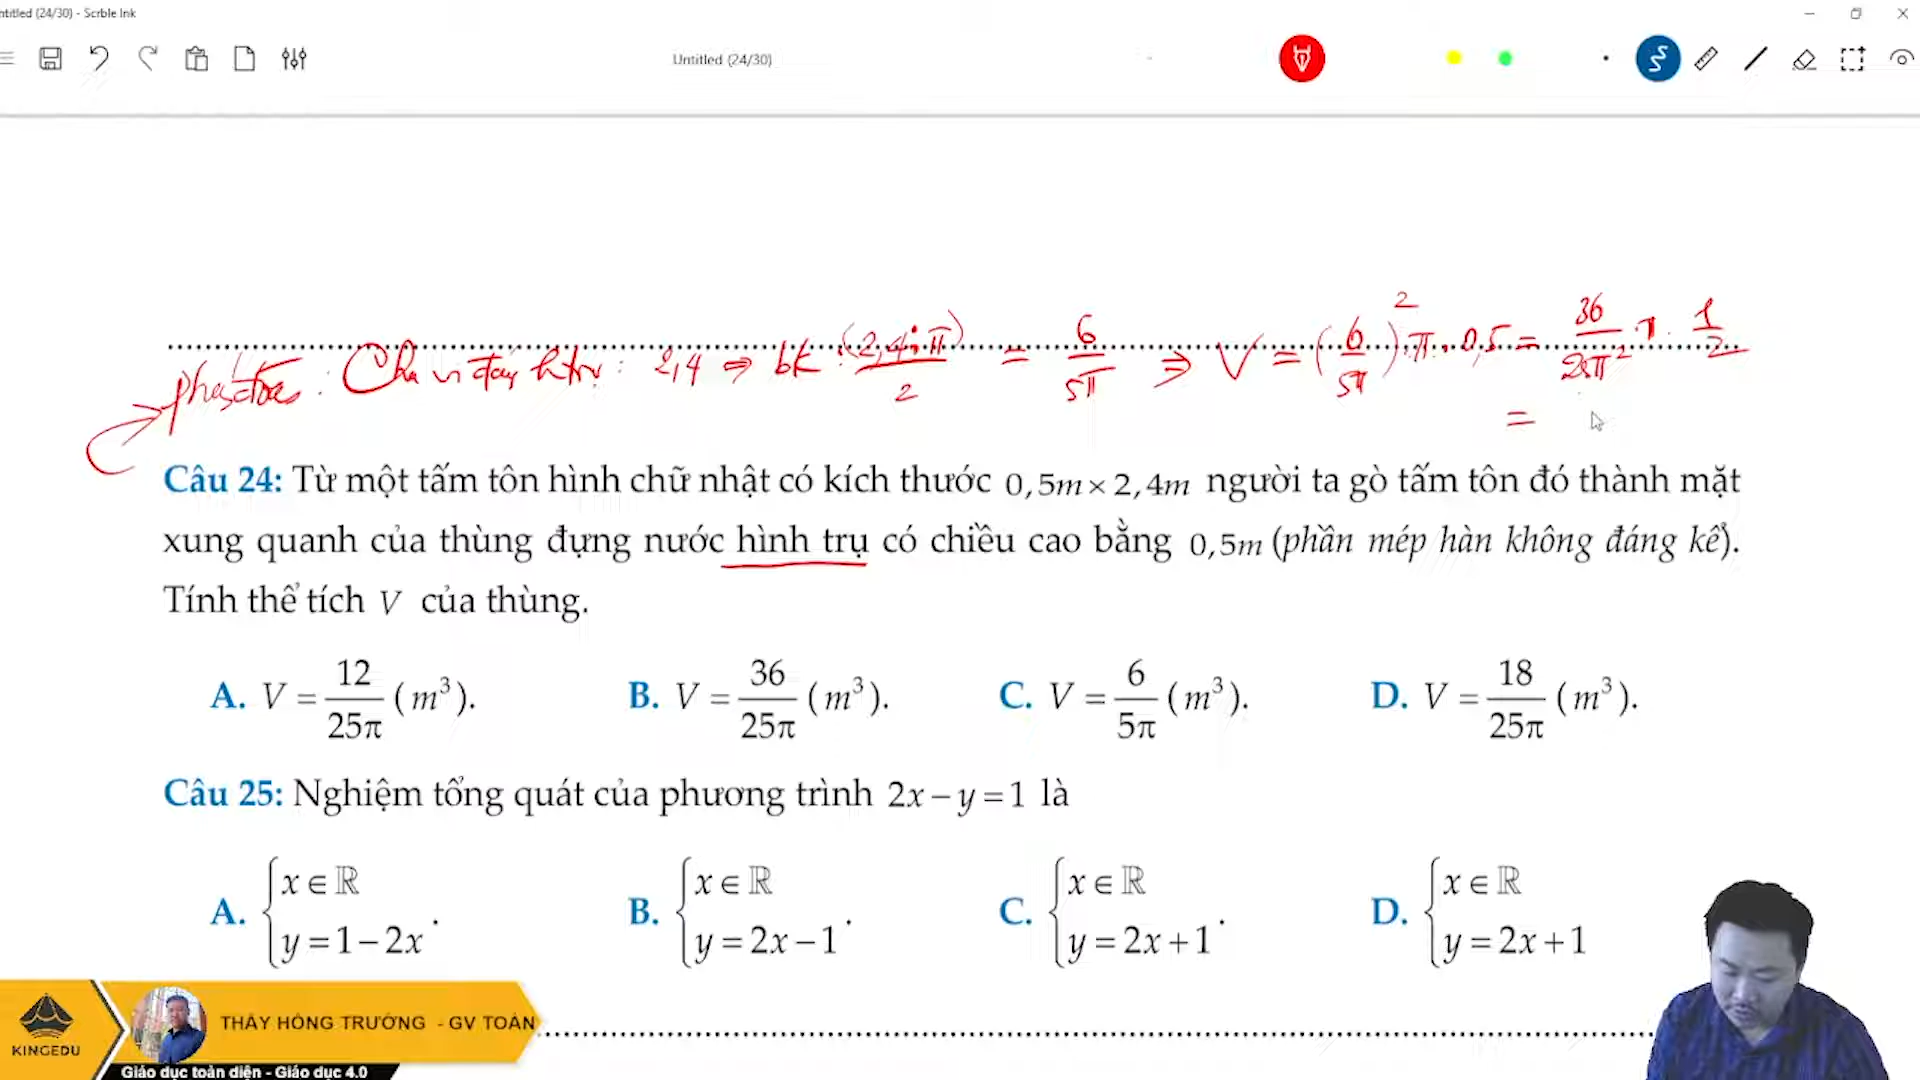 ntitled (24/30) - Scrble Ink
Untitled (24/30)
: Chu vi đáy htrụ : 2,4 ⇒ bk : (2,4 : π) / 2 = 6/5π ⇒ V = (6/5π)² . π . 0,5 = 36/25π² . π . 1/2
=
Câu 24: Từ một tấm tôn hình chữ nhật có kích thước 0,5m × 2,4m người ta gò tấm tôn đó thành mặt
xung quanh của thùng đựng nước hình trụ có chiều cao bằng 0,5m (phần mép hàn không đáng kể).
Tính thể tích V của thùng.
A. V = 12/25π (m³). B. V = 36/25π (m³). C. V = 6/5π (m³). D. V = 18/25π (m³).
Câu 25: Nghiệm tổng quát của phương trình 2x − y = 1 là
A. {x ∈ ℝ y = 1 − 2x . B. {x ∈ ℝ y = 2x − 1 . C. {x ∈ ℝ y = 2x + 1 . D. {x ∈ ℝ y = 2x + 1
THẦY HỒNG TRƯỜNG - GV TOÁN
KINGEDU
Giáo dục toàn diện - Giáo dục 4.0